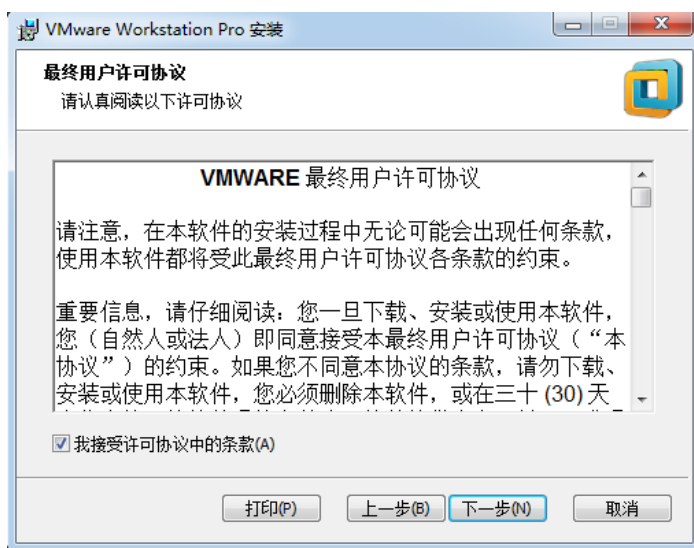 VMware Workstation Pro 安装
最终用户许可协议
请认真阅读以下许可协议
VMWARE 最终用户许可协议
请注意，在本软件的安装过程中无论可能会出现任何条款，
使用本软件都将受此最终用户许可协议各条款的约束。
重要信息，请仔细阅读：您一旦下载、安装或使用本软件，
您（自然人或法人）即同意接受本最终用户许可协议（“本
协议”）的约束。如果您不同意本协议的条款，请勿下载、
安装或使用本软件，您必须删除本软件，或在三十 (30) 天
我接受许可协议中的条款(A)
打印(P) 上一步(B) 下一步(N) 取消